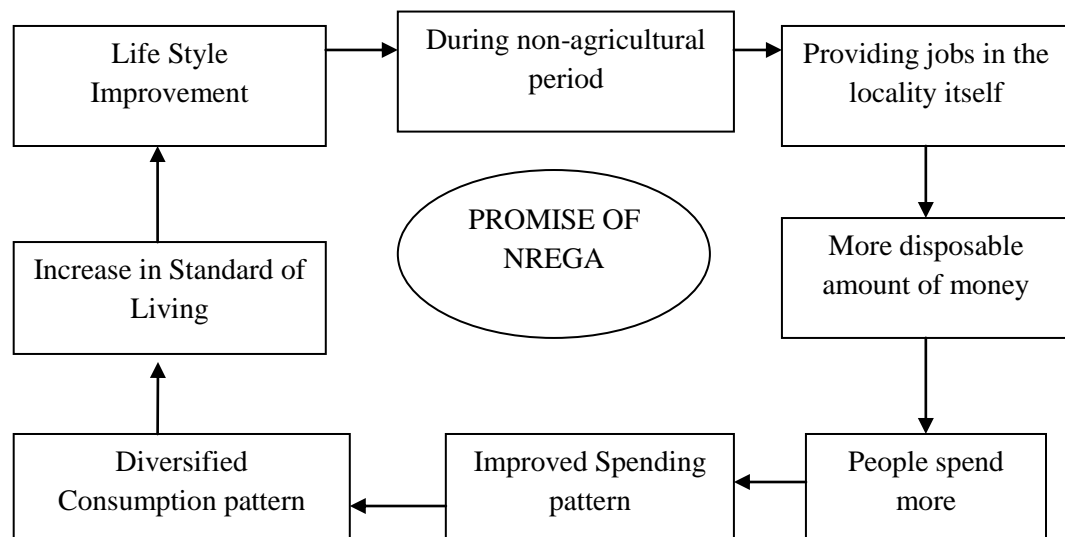 Life Style
Improvement
During non-agricultural
period
Providing jobs in the
locality itself
PROMISE OF
NREGA
More disposable
amount of money
Increase in Standard of
Living
People spend
more
Improved Spending
pattern
Diversified
Consumption pattern